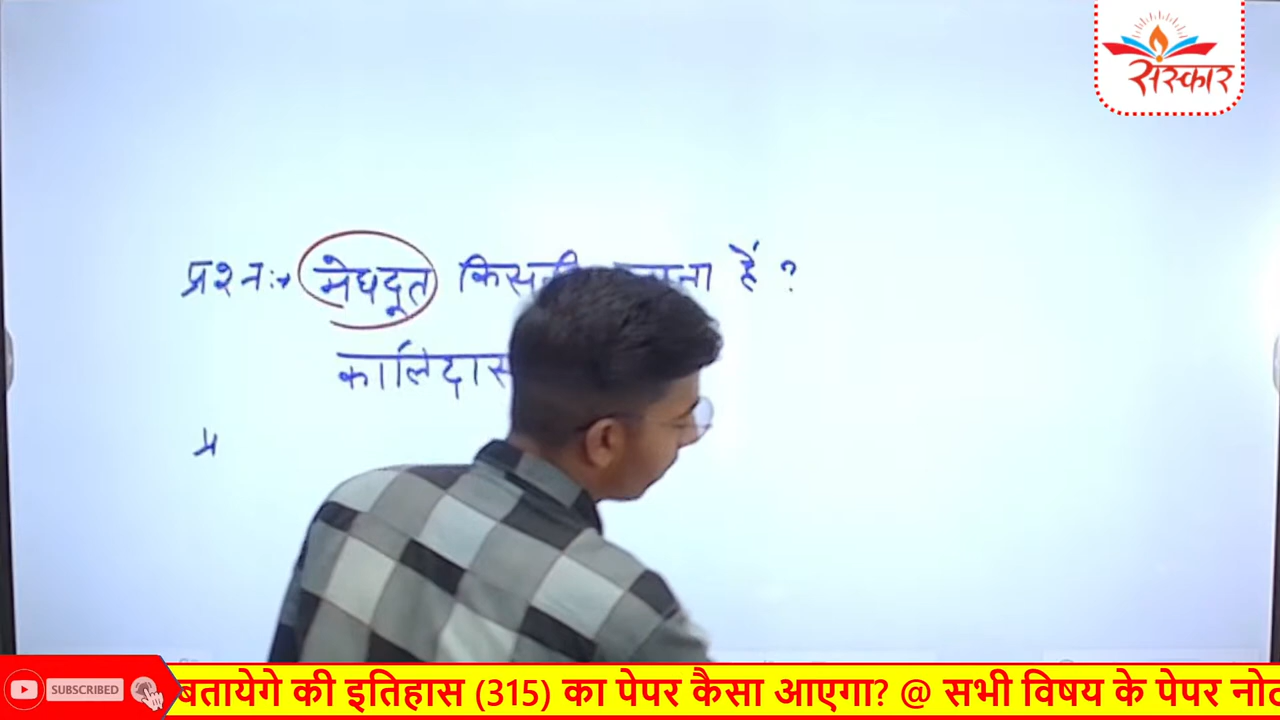 संस्कार
प्रश्न:→ मेघदूत है ?
कालिदास
प्र
SUBSCRIBED
बतायेगे की इतिहास (315) का पेपर कैसा आएगा? @ सभी विषय के पेपर नोट